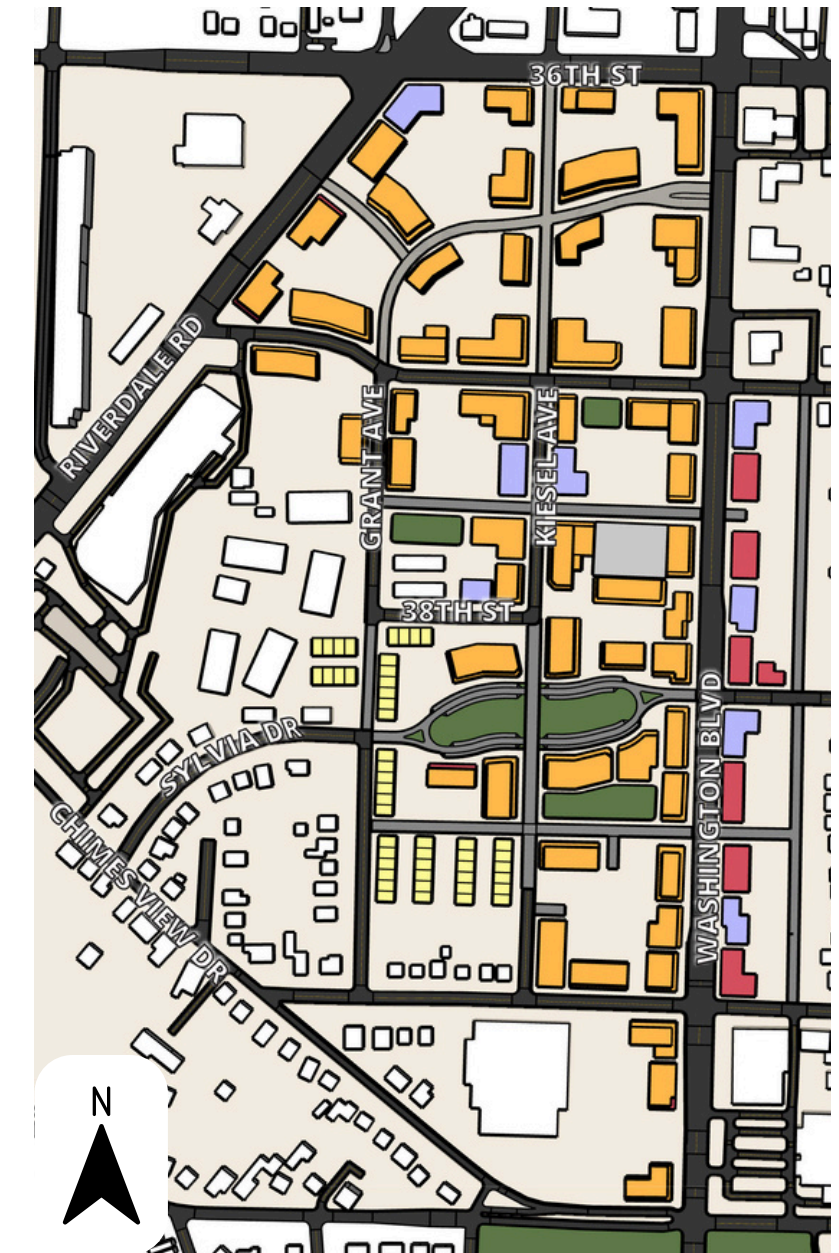 36TH ST
RIVERDALE RD
GRANT AVE
KIESEL AVE
38TH ST
SYLVIA DR
WASHINGTON BLVD
CHIMES VIEW DR
N